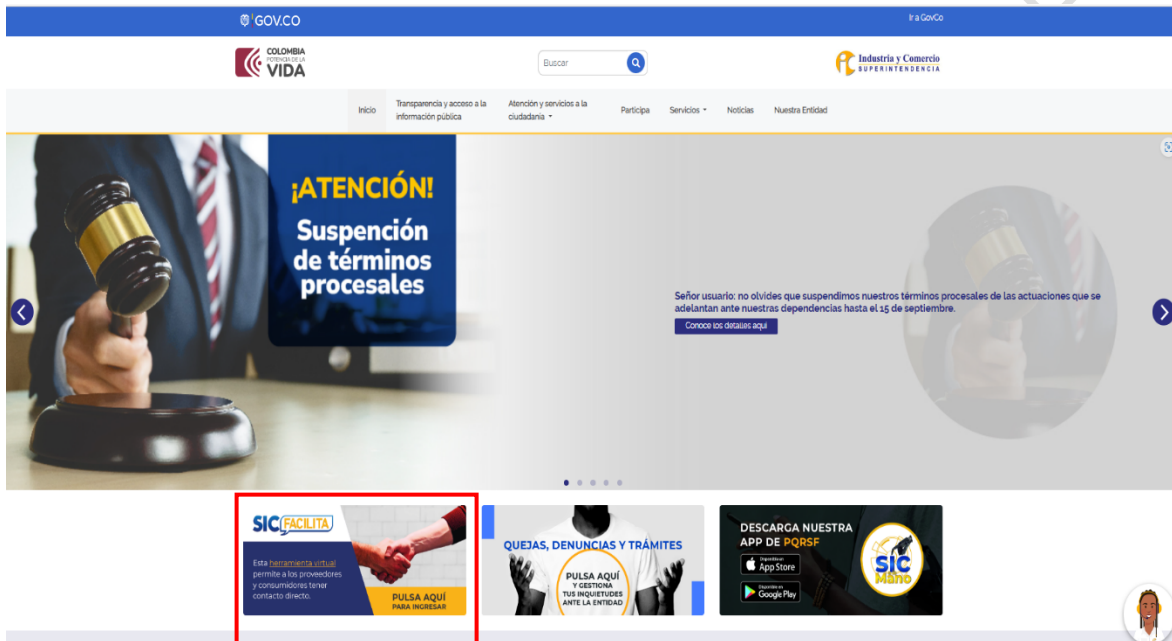 GOV.CO
Ir a GovCo
COLOMBIA
POTENCIA DE LA
VIDA
Buscar
Industria y Comercio
SUPERINTENDENCIA
Inicio
Transparencia y acceso a la
información pública
Atención y servicios a la
ciudadanía
Participa
Servicios
Noticias
Nuestra Entidad
¡ATENCIÓN!
Suspención
de términos
procesales
Señor usuario: no olvides que suspendimos nuestros términos procesales de las actuaciones que se
adelantan ante nuestras dependencias hasta el 15 de septiembre.
Conoce los detalles aquí
SIC FACILITA
Esta herramienta virtual
permite a los proveedores
y consumidores tener
contacto directo.
PULSA AQUÍ
PARA INGRESAR
QUEJAS, DENUNCIAS Y TRÁMITES
PULSA AQUÍ
Y GESTIONA
TUS INQUIETUDES
ANTE LA ENTIDAD
DESCARGA NUESTRA
APP DE PQRSF
Disponible en
App Store
Disponible en
Google Play
SIC
Mano